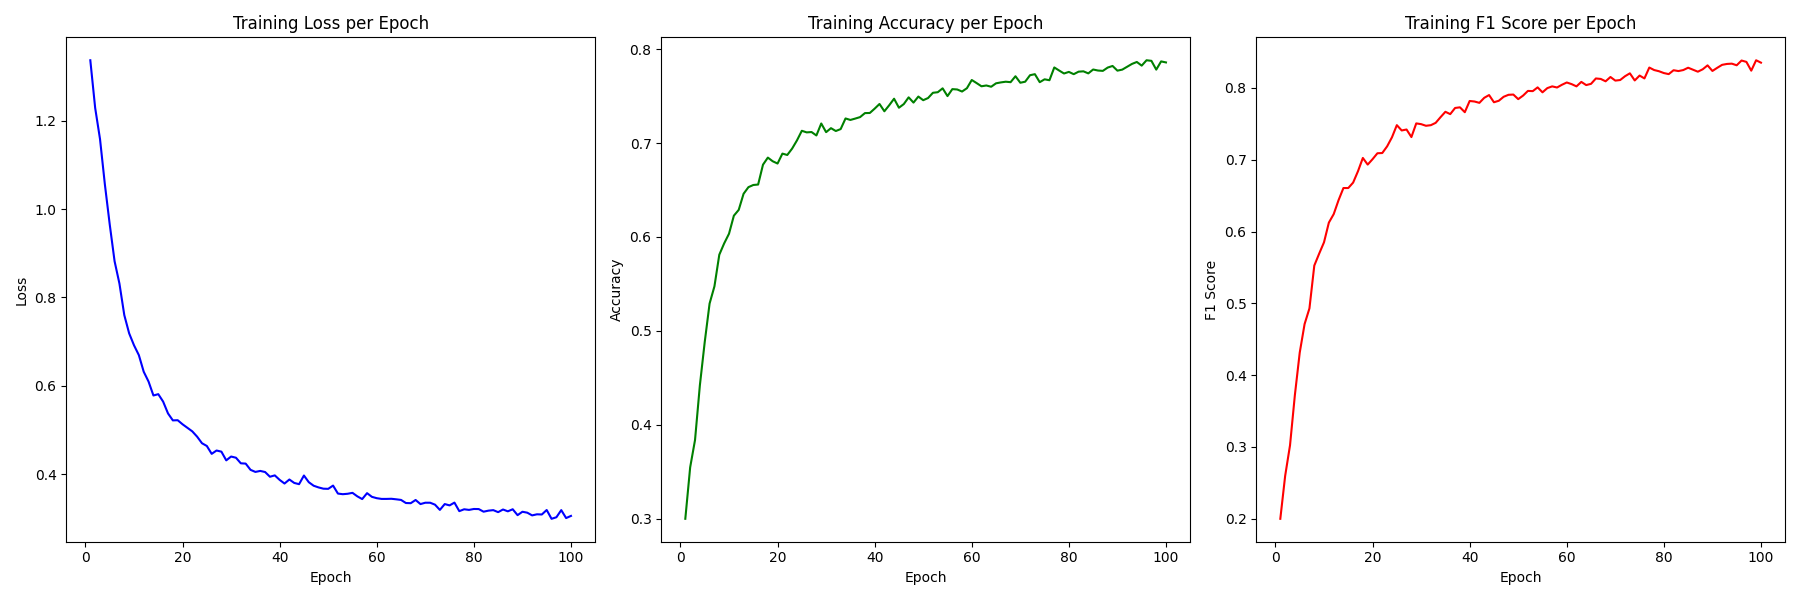 Training Loss per Epoch
Loss
1.2
1.0
0.8
0.6
0.4
0 20 40 60 80 100
Epoch
Training Accuracy per Epoch
Accuracy
0.8
0.7
0.6
0.5
0.4
0.3
0 20 40 60 80 100
Epoch
Training F1 Score per Epoch
F1 Score
0.8
0.7
0.6
0.5
0.4
0.3
0.2
0 20 40 60 80 100
Epoch